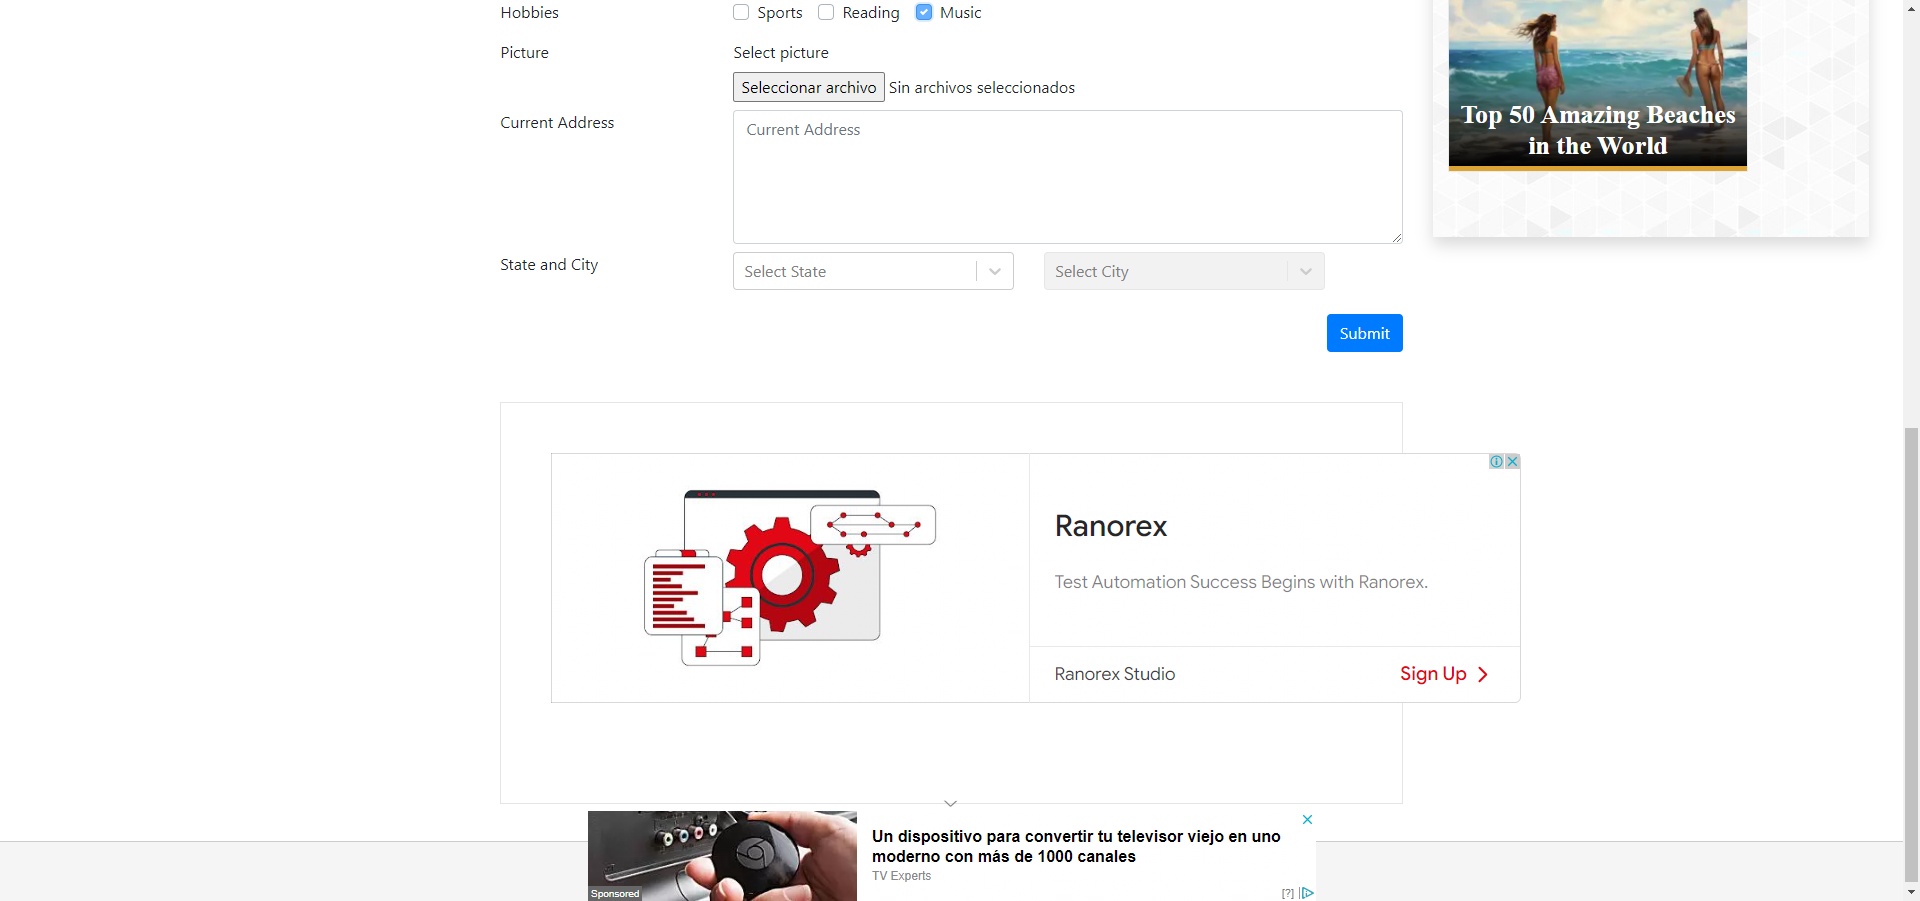 Hobbies
Sports Reading Music
Picture
Select picture
Seleccionar archivo Sin archivos seleccionados
Current Address
Current Address
State and City
Select State
Select City
Submit
Top 50 Amazing Beaches
in the World
Ranorex
Test Automation Success Begins with Ranorex.
Ranorex Studio
Sign Up
Un dispositivo para convertir tu televisor viejo en uno
moderno con más de 1000 canales
TV Experts
Sponsored
[?]